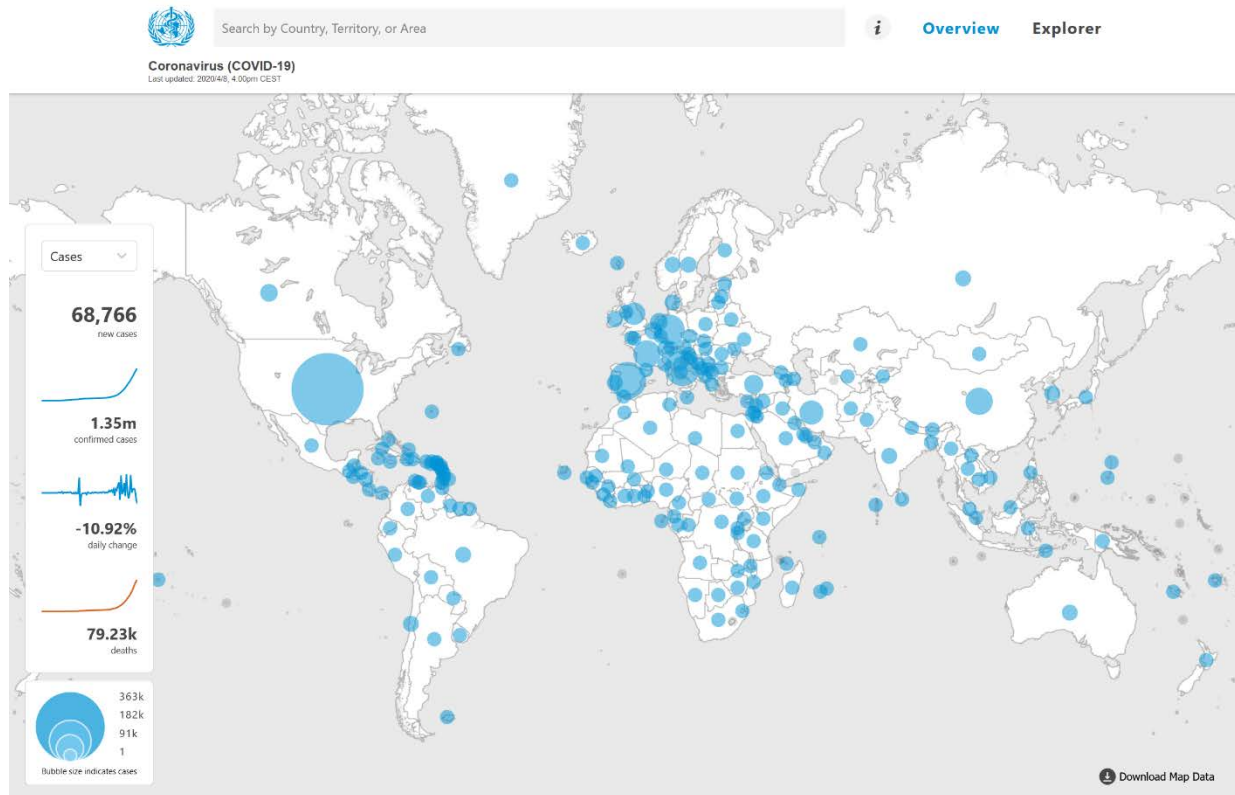 Search by Country, Territory, or Area
i
Overview
Explorer
Coronavirus (COVID-19)
Last updated: 2020/4/8, 4:00pm CEST
Cases
68,766
new cases
1.35m
confirmed cases
-10.92%
daily change
79.23k
deaths
363k
182k
91k
1
Bubble size indicates cases
Download Map Data